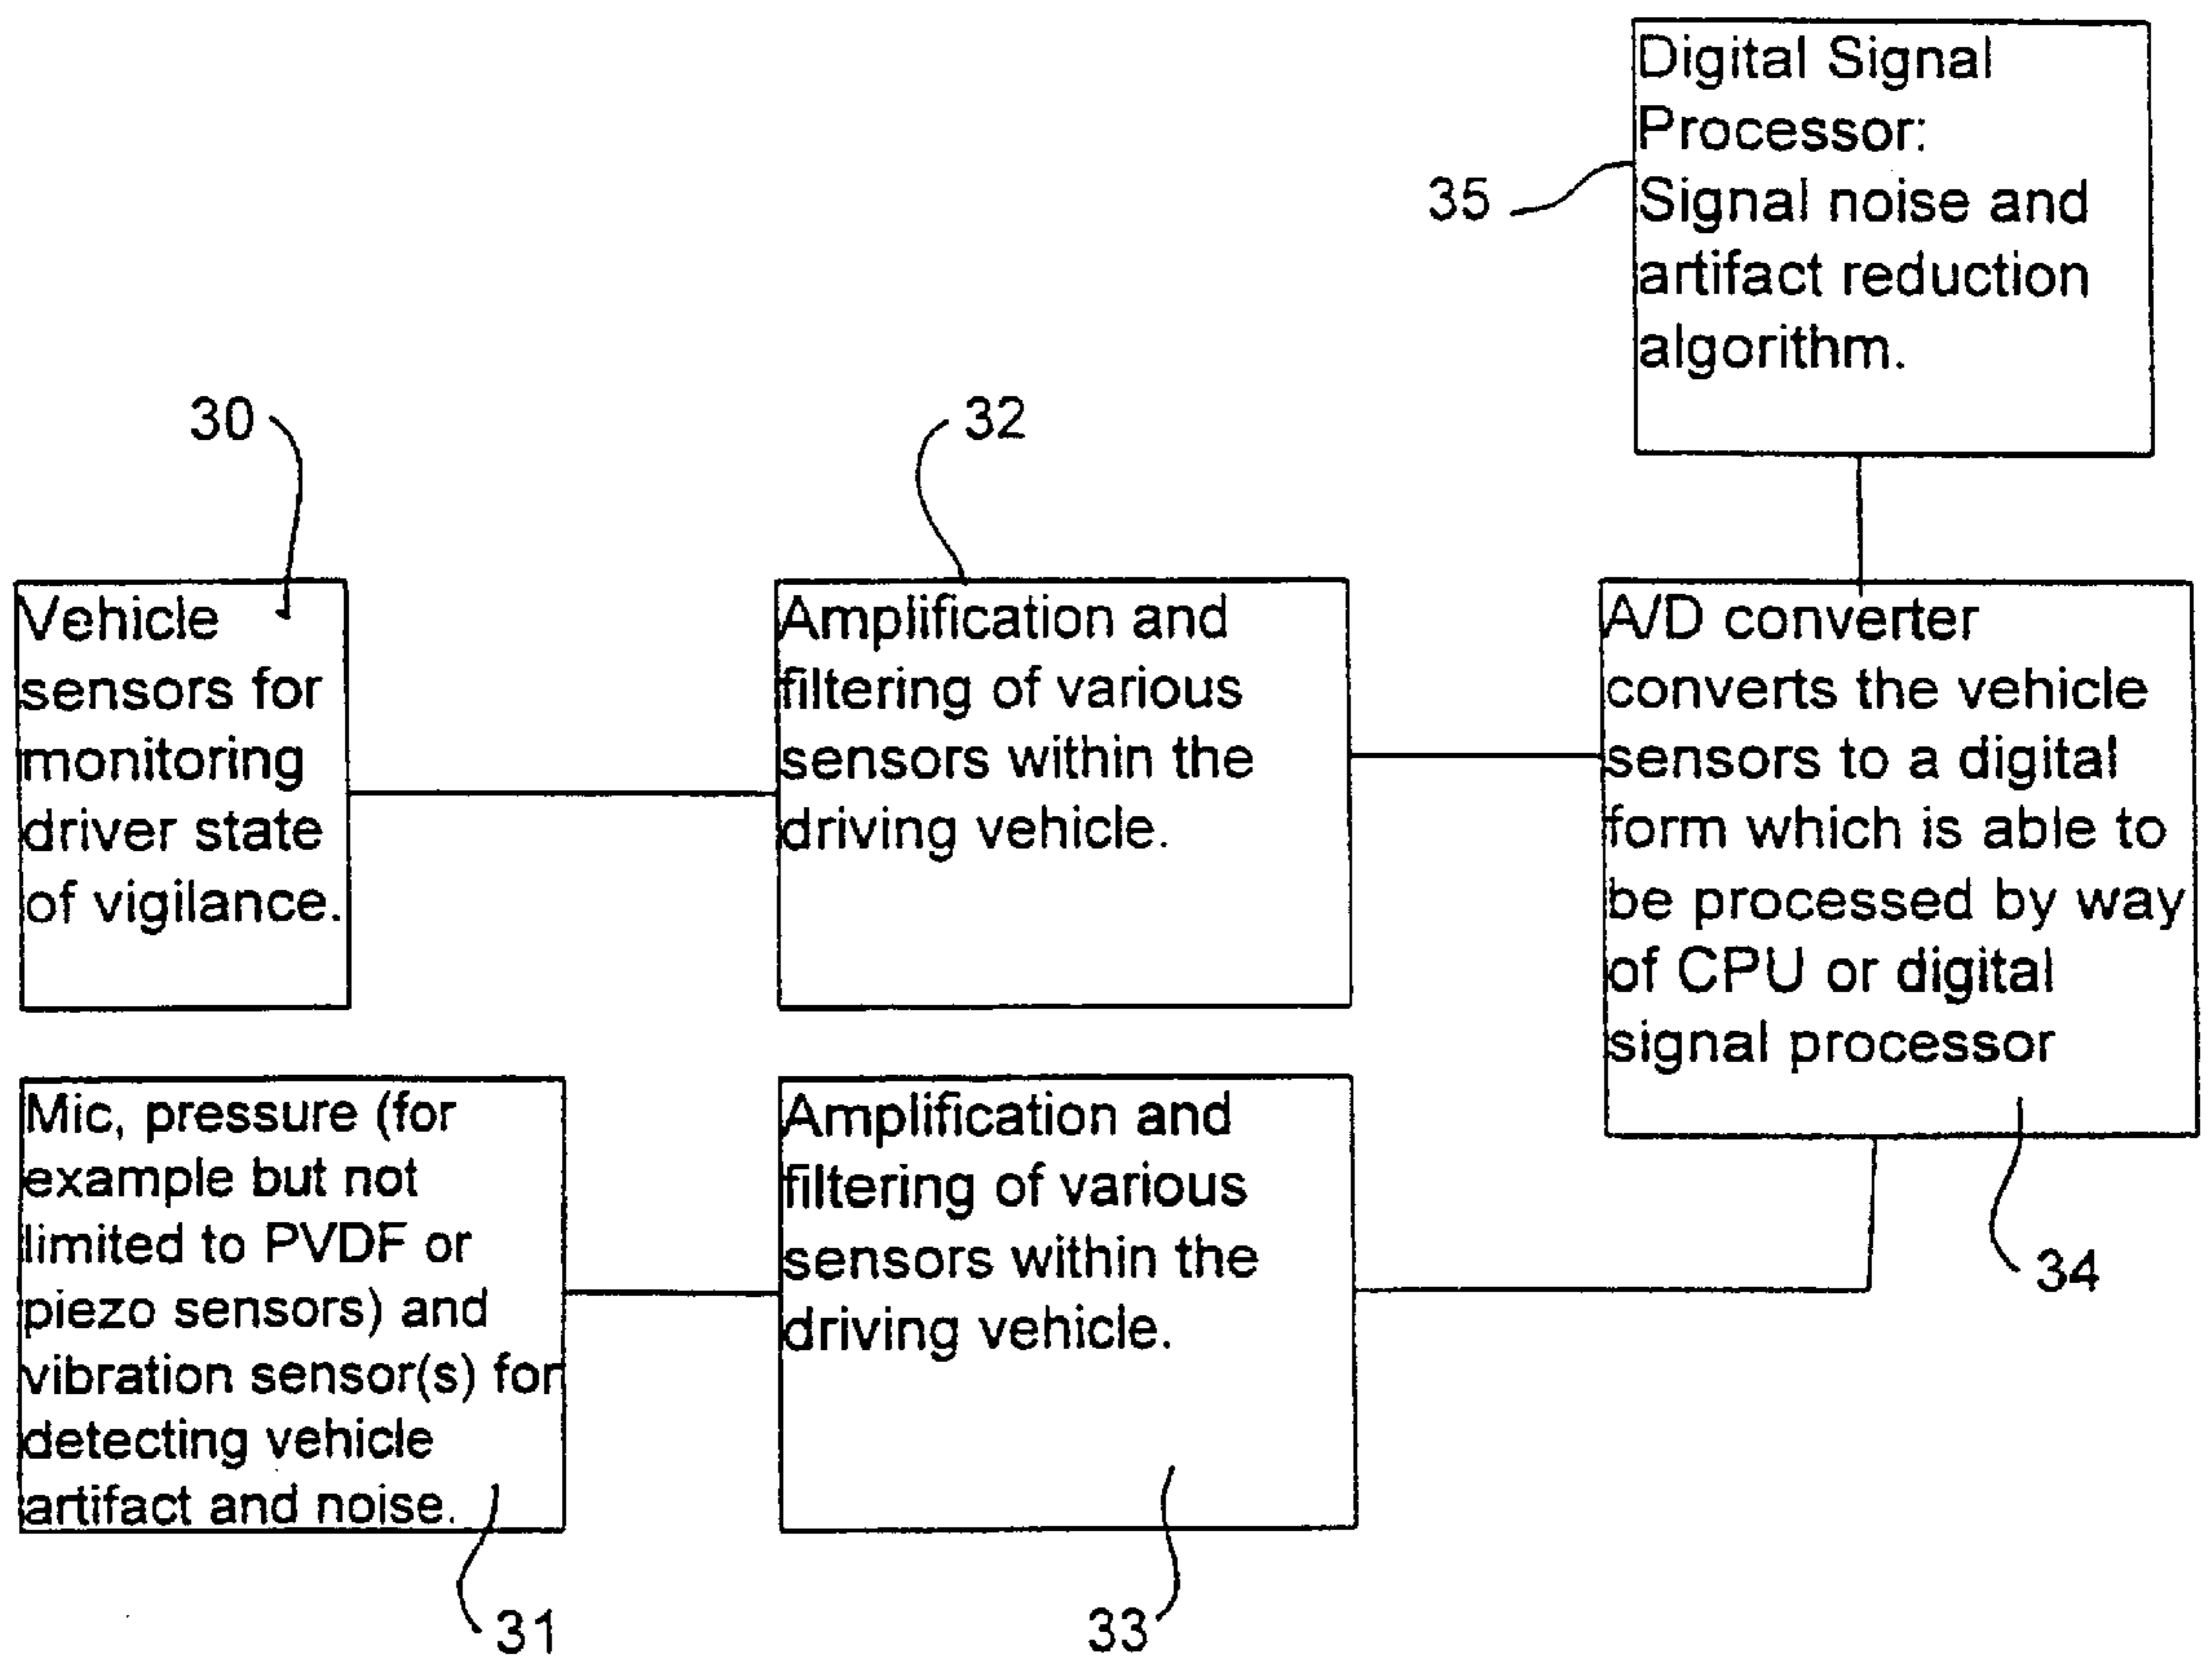 Digital Signal
Processor:
Signal noise and
artifact reduction
algorithm.
35
30
32
Vehicle
sensors for
monitoring
driver state
of vigilance.
Amplification and
filtering of various
sensors within the
driving vehicle.
A/D converter
converts the vehicle
sensors to a digital
form which is able to
be processed by way
of CPU or digital
signal processor
34
Mic, pressure (for
example but not
limited to PVDF or
piezo sensors) and
vibration sensor(s) for
detecting vehicle
artifact and noise.
31
Amplification and
filtering of various
sensors within the
driving vehicle.
33